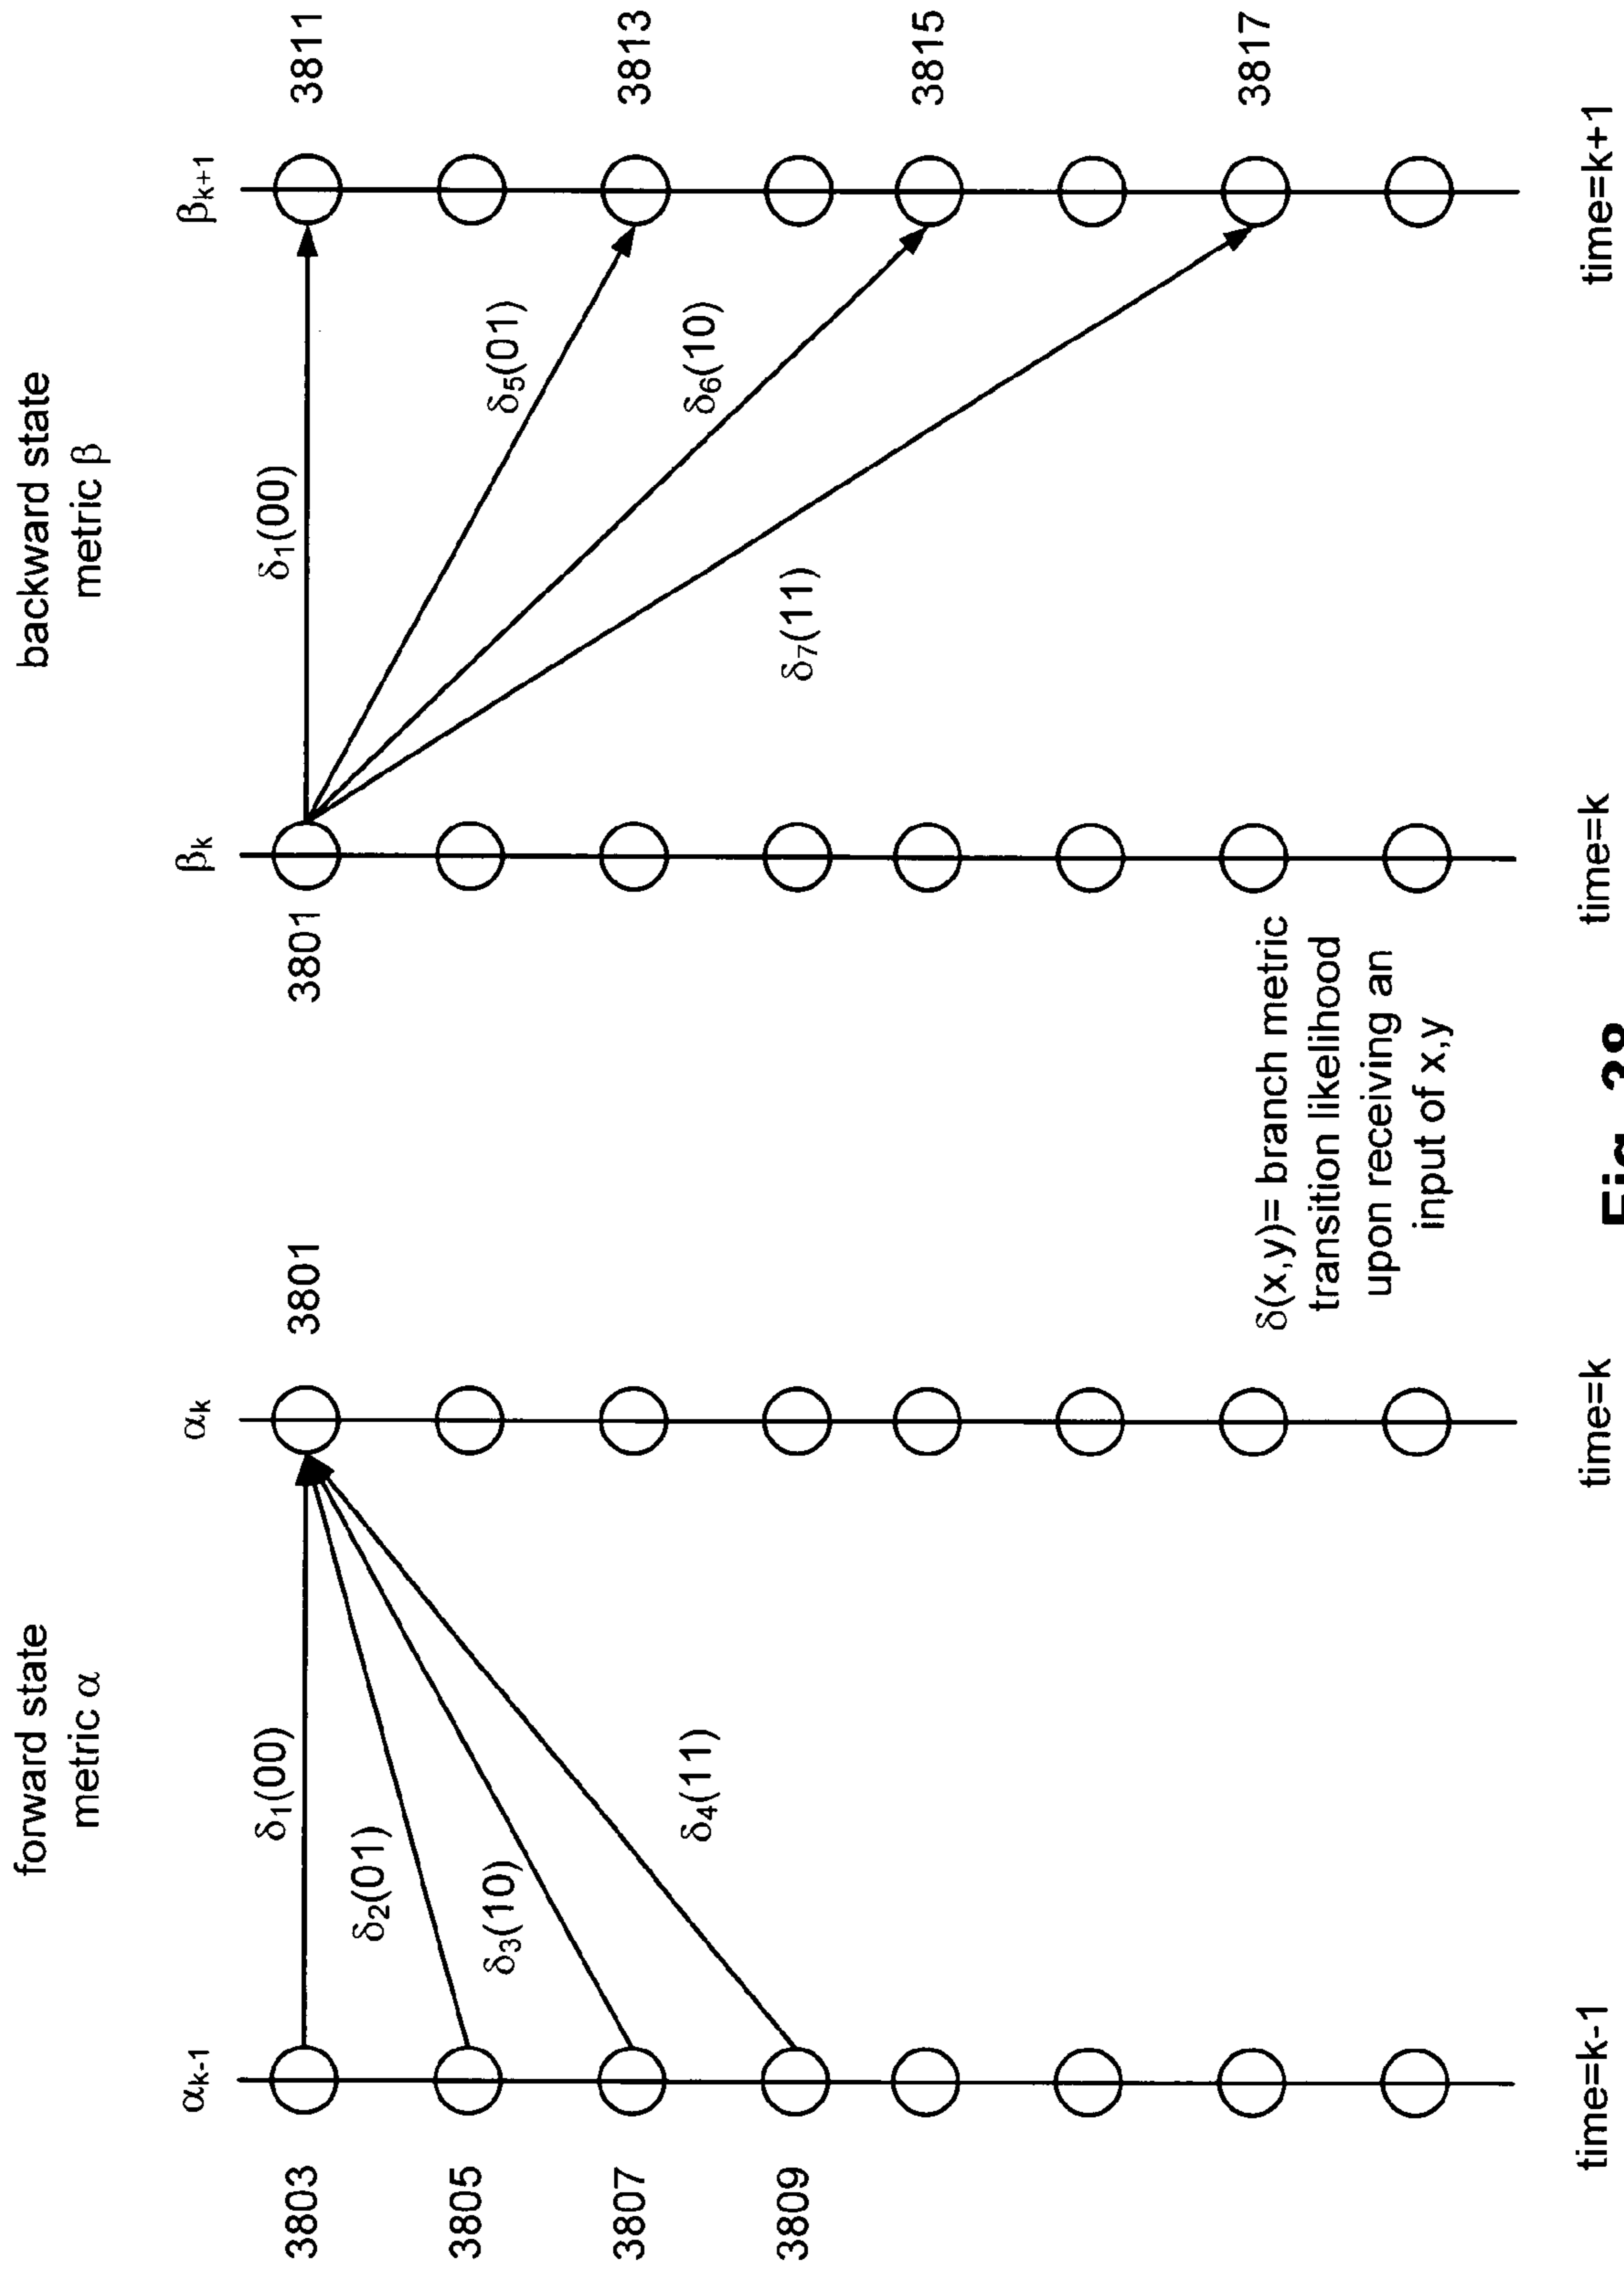 forward state
metric α
αk-1
αk
3803
3805
3807
3809
δ1(00)
δ2(01)
δ3(10)
δ4(11)
3801
time=k-1
time=k
δ(x,y)= branch metric
transition likelihood
upon receiving an
input of x,y
backward state
metric β
βk
βk+1
3801
δ1(00)
δ5(01)
δ6(10)
δ7(11)
3811
3813
3815
3817
time=k
time=k+1
Fig. 38